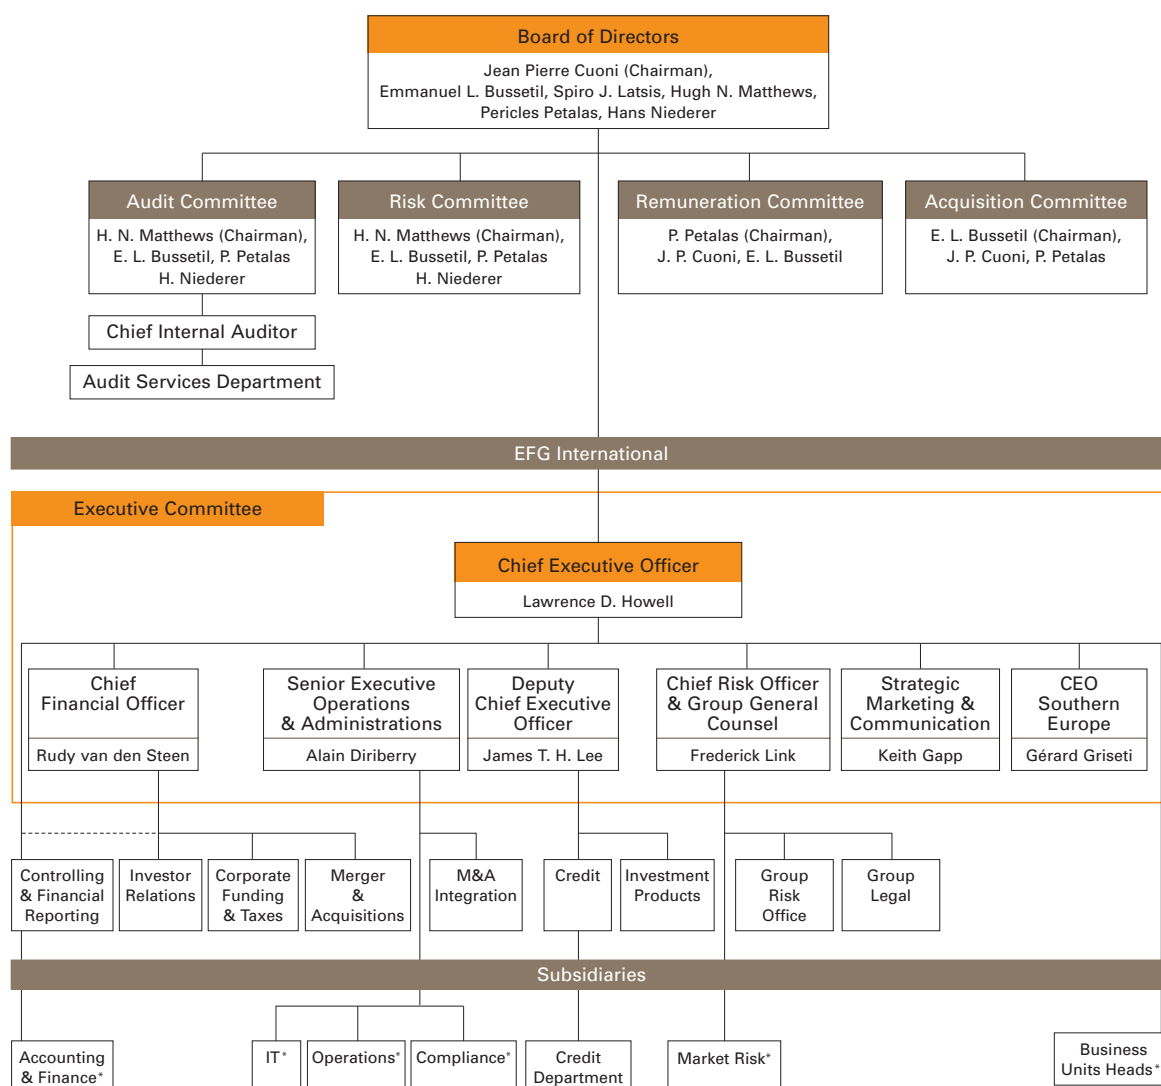 Board of Directors
Jean Pierre Cuoni (Chairman),
Emmanuel L. Bussetil, Spiro J. Latsis, Hugh N. Matthews,
Pericles Petalas, Hans Niederer
Audit Committee
H. N. Matthews (Chairman),
E. L. Bussetil, P. Petalas
H. Niederer
Risk Committee
H. N. Matthews (Chairman),
E. L. Bussetil, P. Petalas
H. Niederer
Remuneration Committee
P. Petalas (Chairman),
J. P. Cuoni, E. L. Bussetil
Acquisition Committee
E. L. Bussetil (Chairman),
J. P. Cuoni, P. Petalas
Chief Internal Auditor
Audit Services Department
EFG International
Executive Committee
Chief Executive Officer
Lawrence D. Howell
Chief
Financial Officer
Rudy van den Steen
Senior Executive
Operations
& Administrations
Alain Diriberry
Deputy
Chief Executive
Officer
James T. H. Lee
Chief Risk Officer
& Group General
Counsel
Frederick Link
Strategic
Marketing &
Communication
Keith Gapp
CEO
Southern
Europe
Gérard Griseti
Controlling
& Financial
Reporting
Investor
Relations
Corporate
Funding
& Taxes
Merger
&
Acquisitions
M&A
Integration
Credit
Investment
Products
Group
Risk
Office
Group
Legal
Subsidiaries
Accounting
& Finance*
IT*
Operations*
Compliance*
Credit
Department
Market Risk*
Business
Units Heads*